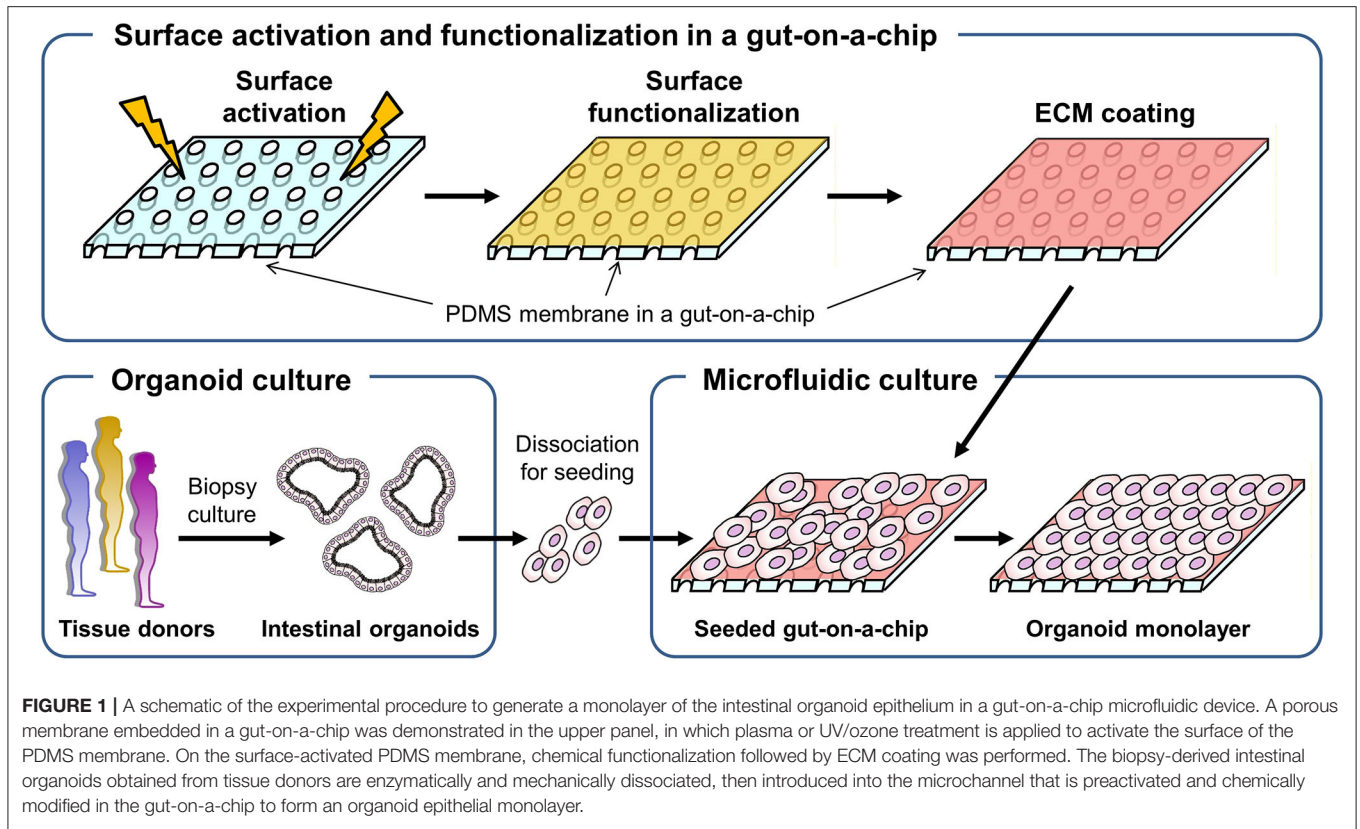 Surface activation and functionalization in a gut-on-a-chip
Surface
activation
Surface
functionalization
ECM coating
PDMS membrane in a gut-on-a-chip
Organoid culture
Biopsy
culture
Tissue donors
Intestinal organoids
Dissociation
for seeding
Microfluidic culture
Seeded gut-on-a-chip
Organoid monolayer
FIGURE 1 | A schematic of the experimental procedure to generate a monolayer of the intestinal organoid epithelium in a gut-on-a-chip microfluidic device. A porous
membrane embedded in a gut-on-a-chip was demonstrated in the upper panel, in which plasma or UV/ozone treatment is applied to activate the surface of the
PDMS membrane. On the surface-activated PDMS membrane, chemical functionalization followed by ECM coating was performed. The biopsy-derived intestinal
organoids obtained from tissue donors are enzymatically and mechanically dissociated, then introduced into the microchannel that is preactivated and chemically
modified in the gut-on-a-chip to form an organoid epithelial monolayer.